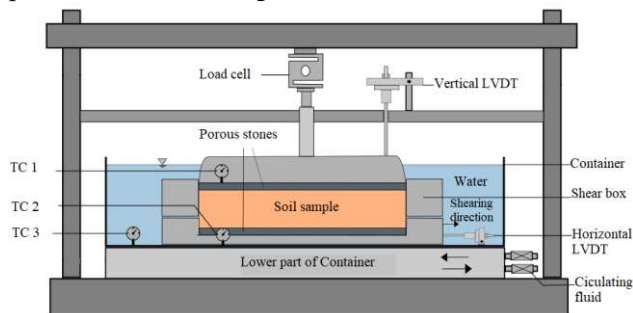 Load cell
Vertical LVDT
Porous stones
TC 1
Container
Water
Shear box
TC 2
Soil sample
Shearing
direction
TC 3
Horizontal
LVDT
Lower part of Container
Ciculating
fluid